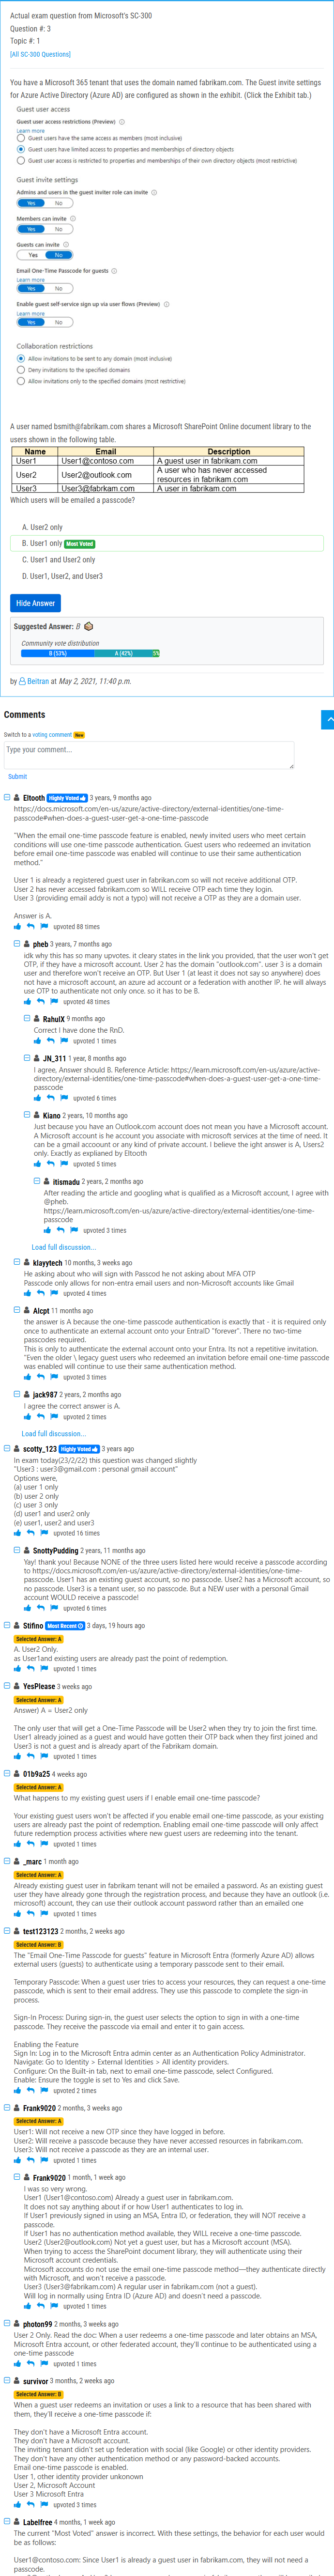 Actual exam question from Microsoft's SC-300
Question #: 3
Topic #: 1
[All SC-300 Questions]
You have a Microsoft 365 tenant that uses the domain named fabrikam.com. The Guest invite settings
for Azure Active Directory (Azure AD) are configured as shown in the exhibit. (Click the Exhibit tab.)
Guest user access
Guest user access restrictions (Preview)
Learn more
Guest users have the same access as members (most inclusive)
Guest users have limited access to properties and memberships of directory objects
Guest user access is restricted to properties and memberships of their own directory objects (most restrictive)
Guest invite settings
Admins and users in the guest inviter role can invite
Yes No
Members can invite
Yes No
Guests can invite
Yes No
Email One-Time Passcode for guests
Learn more
Yes No
Enable guest self-service sign up via user flows (Preview)
Learn more
Yes No
Collaboration restrictions
Allow invitations to be sent to any domain (most inclusive)
Deny invitations to the specified domains
Allow invitations only to the specified domains (most restrictive)
A user named bsmith@fabrikam.com shares a Microsoft SharePoint Online document library to the
users shown in the following table.
Name Email Description
User1 User1@contoso.com A guest user in fabrikam.com
User2 User2@outlook.com A user who has never accessed
resources in fabrikam.com
User3 User3@fabrikam.com A user in fabrikam.com
Which users will be emailed a passcode?
A. User2 only
B. User1 only Most Voted
C. User1 and User2 only
D. User1, User2, and User3
Hide Answer
Suggested Answer: B
Community vote distribution
B (53%) A (42%) 5%
by Beitran at May 2, 2021, 11:40 p.m.
Comments
Switch to a voting comment New
Type your comment...
Submit
Eltooth Highly Voted 3 years, 9 months ago
https://docs.microsoft.com/en-us/azure/active-directory/external-identities/one-time-
passcode#when-does-a-guest-user-get-a-one-time-passcode
"When the email one-time passcode feature is enabled, newly invited users who meet certain
conditions will use one-time passcode authentication. Guest users who redeemed an invitation
before email one-time passcode was enabled will continue to use their same authentication
method."
User 1 is already a registered guest user in fabrikan.com so will not receive additional OTP.
User 2 has never accessed fabrikam.com so WILL receive OTP each time they login.
User 3 (providing email addy is not a typo) will not receive a OTP as they are a domain user.
Answer is A.
upvoted 88 times
pheb 3 years, 7 months ago
idk why this has so many upvotes. it cleary states in the link you provided, that the user won't get
OTP, if they have a microsoft account. User 2 has the domain "outlook.com". user 3 is a domain
user and therefore won't receive an OTP. But User 1 (at least it does not say so anywhere) does
not have a microsoft account, an azure account or a federation with another IP. he will always
use OTP to authenticate not only once. so it has to be B.
upvoted 48 times
RahulX 9 months ago
Correct I have done the RnD.
upvoted 1 times
JN_311 1 year, 8 months ago
I agree, Answer should B. Reference Article: https://learn.microsoft.com/en-us/azure/active-
directory/external-identities/one-time-passcode#when-does-a-guest-user-get-a-one-time-
passcode
upvoted 6 times
Kiano 2 years, 10 months ago
Just because you have an Outlook.com account does not mean you have a Microsoft account.
A Microsoft account is he account you associate with microsoft services at the time of need. It
can be a gmail account or any kind of private account. I believe the ight answer is A, Users2
only. Exactly as explianed by Eltooth
upvoted 5 times
itismadu 2 years, 2 months ago
After reading the article and googling what is qualified as a Microsoft account, I agree with
@pheb.
https://learn.microsoft.com/en-us/azure/active-directory/external-identities/one-time-
passcode
upvoted 3 times
Load full discussion...
klayytech 10 months, 3 weeks ago
He asking about who will sign with Passcod he not asking about MFA OTP
Passcode only allows for non-entra email users and non-Microsoft accounts like Gmail
upvoted 4 times
Alcpt 11 months ago
the answer is A because the one-time passcode authentication is exactly that - it is required only
once to authenticate an external account onto your EntraID "forever". There no two-time
passcodes required.
This is only to authenticate the external account onto your Entra. Its not a repetitive invitation.
"Even the older \ legacy guest users who redeemed an invitation before email one-time passcode
was enabled will continue to use their same authentication method.
upvoted 3 times
jack987 2 years, 2 months ago
I agree the correct answer is A.
upvoted 2 times
Load full discussion...
scotty_123 Highly Voted 3 years ago
In exam today(23/2/22) this question was changed slightly
"User3 : user3@gmail.com : personal gmail account"
Options were,
(a) user 1 only
(b) user 2 only
(c) user 3 only
(d) user1 and user2 only
(e) user1, user2 and user3
upvoted 16 times
SnottyPudding 2 years, 11 months ago
Yay! thank you! Because NONE of the three users listed here would receive a passcode according
to https://docs.microsoft.com/en-us/azure/active-directory/external-identities/one-time-
passcode. User1 has an existing guest account, so no passcode. User2 has a Microsoft account, so
no passcode. User3 is a tenant user, so no passcode. But a NEW user with a personal Gmail
account WOULD receive a passcode!
upvoted 6 times
Stifino Most Recent 3 days, 19 hours ago
Selected Answer: A
A. User2 Only.
as User1and existing users are already past the point of redemption.
upvoted 1 times
YesPlease 3 weeks ago
Selected Answer: A
Answer) A = User2 only
The only user that will get a One-Time Passcode will be User2 when they try to join the first time.
User1 already joined as a guest and would have gotten their OTP back when they first joined and
User3 is not a guest and is already apart of the Fabrikam domain.
upvoted 1 times
01b9a25 4 weeks ago
Selected Answer: A
What happens to my existing guest users if I enable email one-time passcode?
Your existing guest users won't be affected if you enable email one-time passcode, as your existing
users are already past the point of redemption. Enabling email one-time passcode will only affect
future redemption process activities where new guest users are redeeming into the tenant.
upvoted 1 times
_marc 1 month ago
Selected Answer: A
Already existing guest user in fabrikam tenant will not be emailed a password. As an existing guest
user they have already gone through the registration process, and because they have an outlook (i.e.
microsoft) account, they can use their outlook account password rather than an emailed one
upvoted 1 times
test123123 2 months, 2 weeks ago
Selected Answer: B
The "Email One-Time Passcode for guests" feature in Microsoft Entra (formerly Azure AD) allows
external users (guests) to authenticate using a temporary passcode sent to their email.
Temporary Passcode: When a guest user tries to access your resources, they can request a one-time
passcode, which is sent to their email address. They use this passcode to complete the sign-in
process.
Sign-In Process: During sign-in, the guest user selects the option to sign in with a one-time
passcode. They receive the passcode via email and enter it to gain access.
Enabling the Feature
Sign In: Log in to the Microsoft Entra admin center as an Authentication Policy Administrator.
Navigate: Go to Identity > External Identities > All identity providers.
Configure: On the Built-in tab, next to email one-time passcode, select Configured.
Enable: Ensure the toggle is set to Yes and click Save.
upvoted 2 times
Frank9020 2 months, 3 weeks ago
Selected Answer: A
User1: Will not receive a new OTP since they have logged in before.
User2: Will receive a passcode because they have never accessed resources in fabrikam.com.
User3: Will not receive a passcode as they are an internal user.
upvoted 1 times
Frank9020 1 month, 1 week ago
I was so very wrong.
User1 (User1@contoso.com) Already a guest user in fabrikam.com.
It does not say anything about if or how User1 authenticates to log in.
If User1 previously signed in using an MSA, Entra ID, or federation, they will NOT receive a
passcode.
If User1 has no authentication method available, they WILL receive a one-time passcode.
User2 (User2@outlook.com) Not yet a guest user, but has a Microsoft account (MSA).
When trying to access the SharePoint document library, they will authenticate using their
Microsoft account credentials.
Microsoft accounts do not use the email one-time passcode method—they authenticate directly
with Microsoft, and won't receive a passcode.
User3 (User3@fabrikam.com) A regular user in fabrikam.com (not a guest).
Will log in normally using Entra ID (Azure AD) and doesn't need a passcode.
upvoted 1 times
photon99 2 months, 3 weeks ago
User 2 Only. Read the doc: When a user redeems a one-time passcode and later obtains an MSA,
Microsoft Entra account, or other federated account, they'll continue to be authenticated using a
one-time passcode
upvoted 1 times
survivor 3 months, 2 weeks ago
Selected Answer: B
When a guest user redeems an invitation or uses a link to a resource that has been shared with
them, they'll receive a one-time passcode if:
They don't have a Microsoft Entra account.
They don't have a Microsoft account.
The inviting tenant didn't set up federation with social (like Google) or other identity providers.
They don't have any other authentication method or any password-backed accounts.
Email one-time passcode is enabled.
User 1, other identity provider unkonown
User 2, Microsoft Account
User 3 Microsoft Entra
upvoted 3 times
Labelfree 4 months, 1 week ago
The current "Most Voted" answer is incorrect. With these settings, the behavior for each user would
be as follows:
User1@contoso.com: Since User1 is already a guest user in fabrikam.com, they will not need a
passcode.